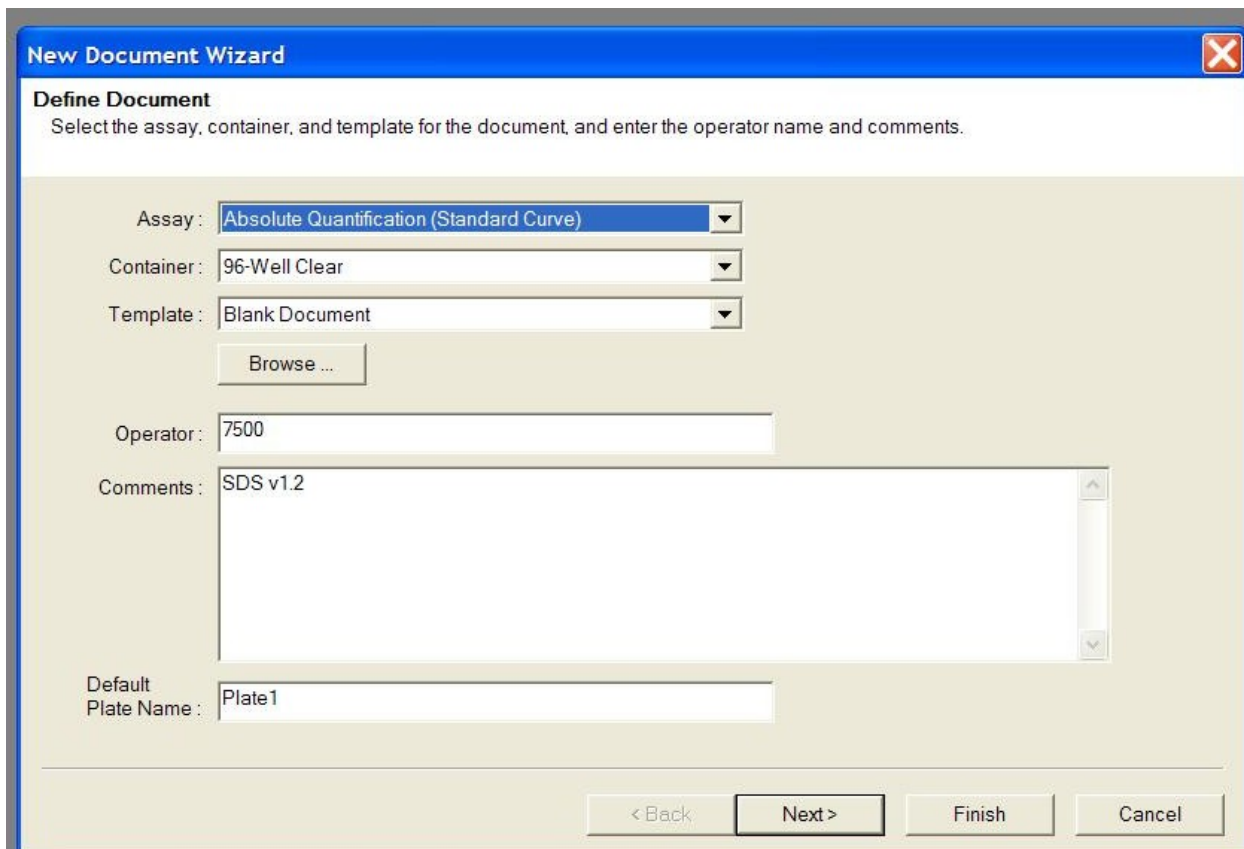 New Document Wizard
Define Document
Select the assay, container, and template for the document, and enter the operator name and comments.
Assay : Absolute Quantification (Standard Curve)
Container : 96-Well Clear
Template : Blank Document
Browse ...
Operator : 7500
Comments : SDS v1.2
Default
Plate Name : Plate1
< Back Next > Finish Cancel